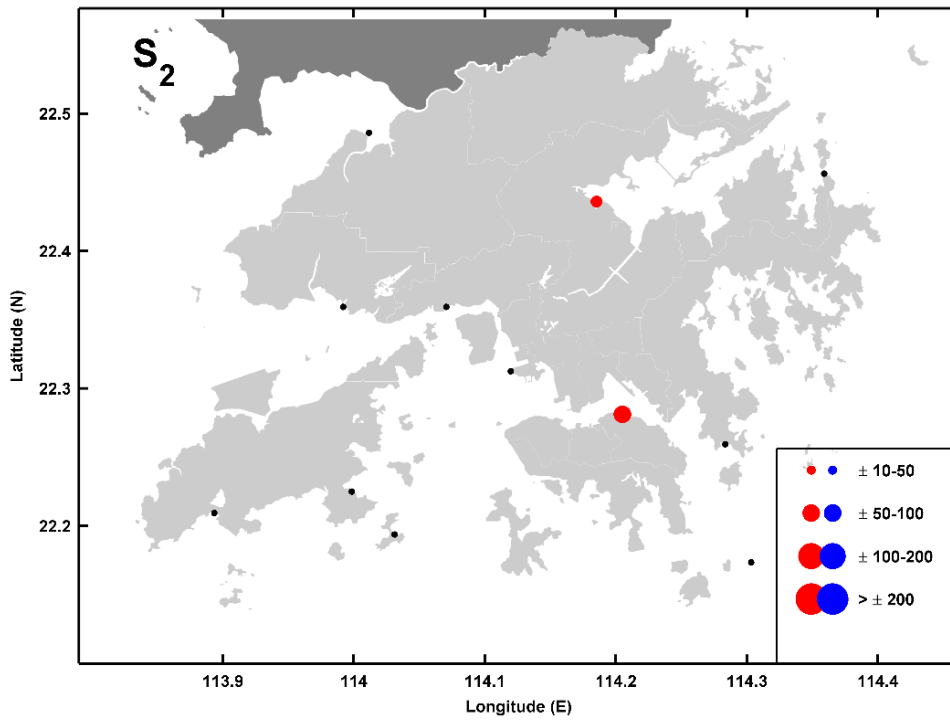 S2
22.5
22.4
22.3
22.2
Latitude (N)
± 10-50
± 50-100
± 100-200
> ± 200
113.9 114 114.1 114.2 114.3 114.4
Longitude (E)